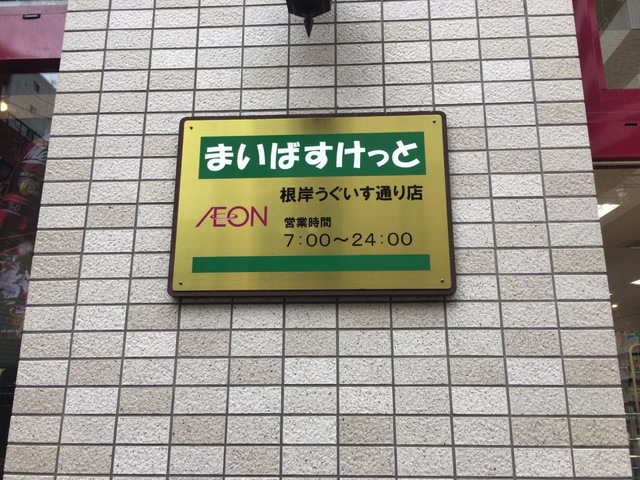 まいばすけっと
根岸うぐいす通り店
ÆON
営業時間
7:00～24:00